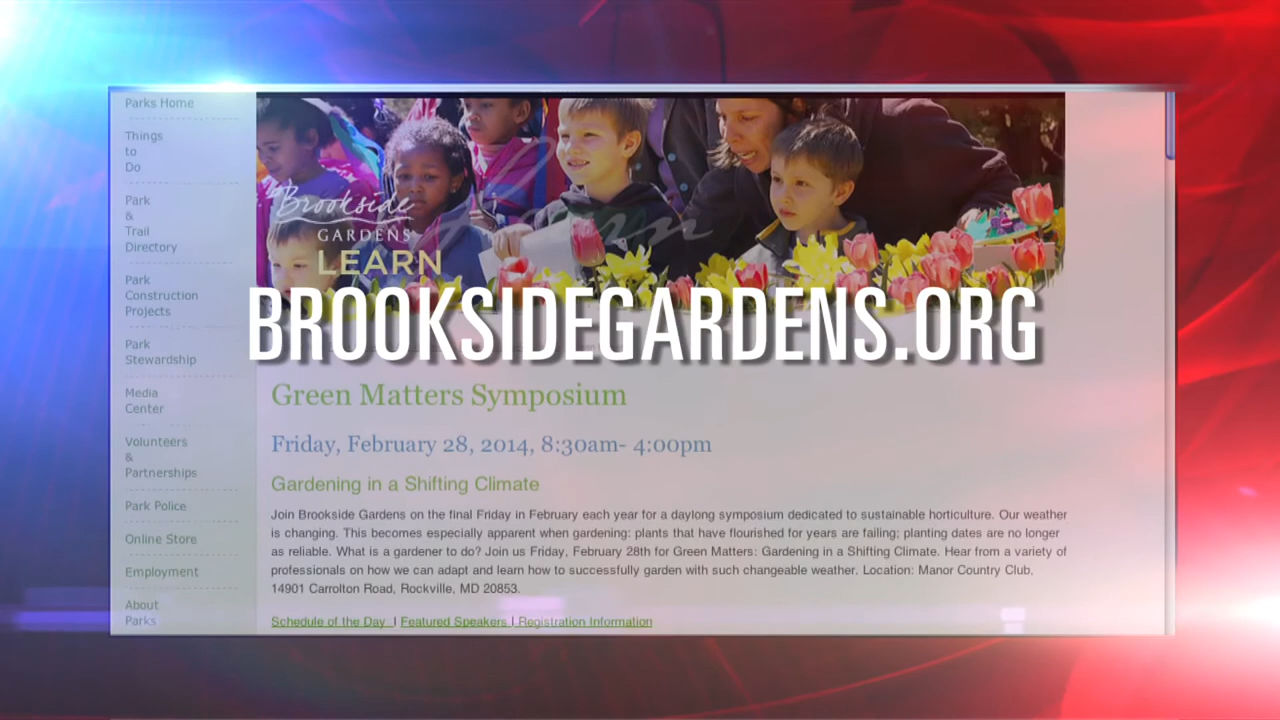 Parks Home
Things
to
Do
Park
&
Trail
Directory
Park
Construction
Projects
Park
Stewardship
Media
Center
Volunteers
&
Partnerships
Park Police
Online Store
Employment
About
Parks
Brookside
GARDENS
LEARN
BROOKSIDEGARDENS.ORG
Green Matters Symposium
Friday, February 28, 2014, 8:30am- 4:00pm
Gardening in a Shifting Climate
Join Brookside Gardens on the final Friday in February each year for a daylong symposium dedicated to sustainable horticulture. Our weather
is changing. This becomes especially apparent when gardening: plants that have flourished for years are failing; planting dates are no longer
as reliable. What is a gardener to do? Join us Friday, February 28th for Green Matters: Gardening in a Shifting Climate. Hear from a variety of
professionals on how we can adapt and learn how to successfully garden with such changeable weather. Location: Manor Country Club,
14901 Carrolton Road, Rockville, MD 20853.
Schedule of the Day | Featured Speakers | Registration Information